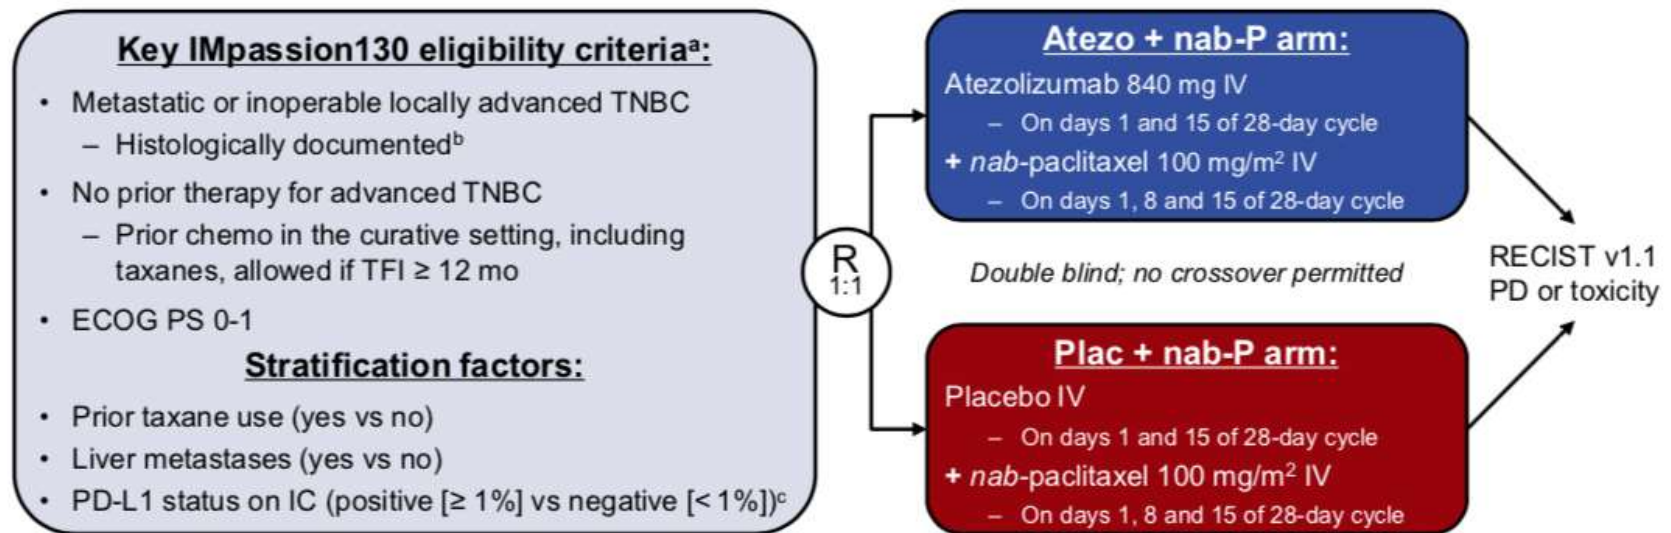 Key IMpassion130 eligibility criteriaᵃ:
• Metastatic or inoperable locally advanced TNBC
– Histologically documentedᵇ
• No prior therapy for advanced TNBC
– Prior chemo in the curative setting, including
taxanes, allowed if TFI ≥ 12 mo
• ECOG PS 0-1
Stratification factors:
• Prior taxane use (yes vs no)
• Liver metastases (yes vs no)
• PD-L1 status on IC (positive [≥ 1%] vs negative [< 1%])ᶜ
R
1:1
Atezo + nab-P arm:
Atezolizumab 840 mg IV
– On days 1 and 15 of 28-day cycle
+ nab-paclitaxel 100 mg/m² IV
– On days 1, 8 and 15 of 28-day cycle
Double blind; no crossover permitted
Plac + nab-P arm:
Placebo IV
– On days 1 and 15 of 28-day cycle
+ nab-paclitaxel 100 mg/m² IV
– On days 1, 8 and 15 of 28-day cycle
RECIST v1.1
PD or toxicity